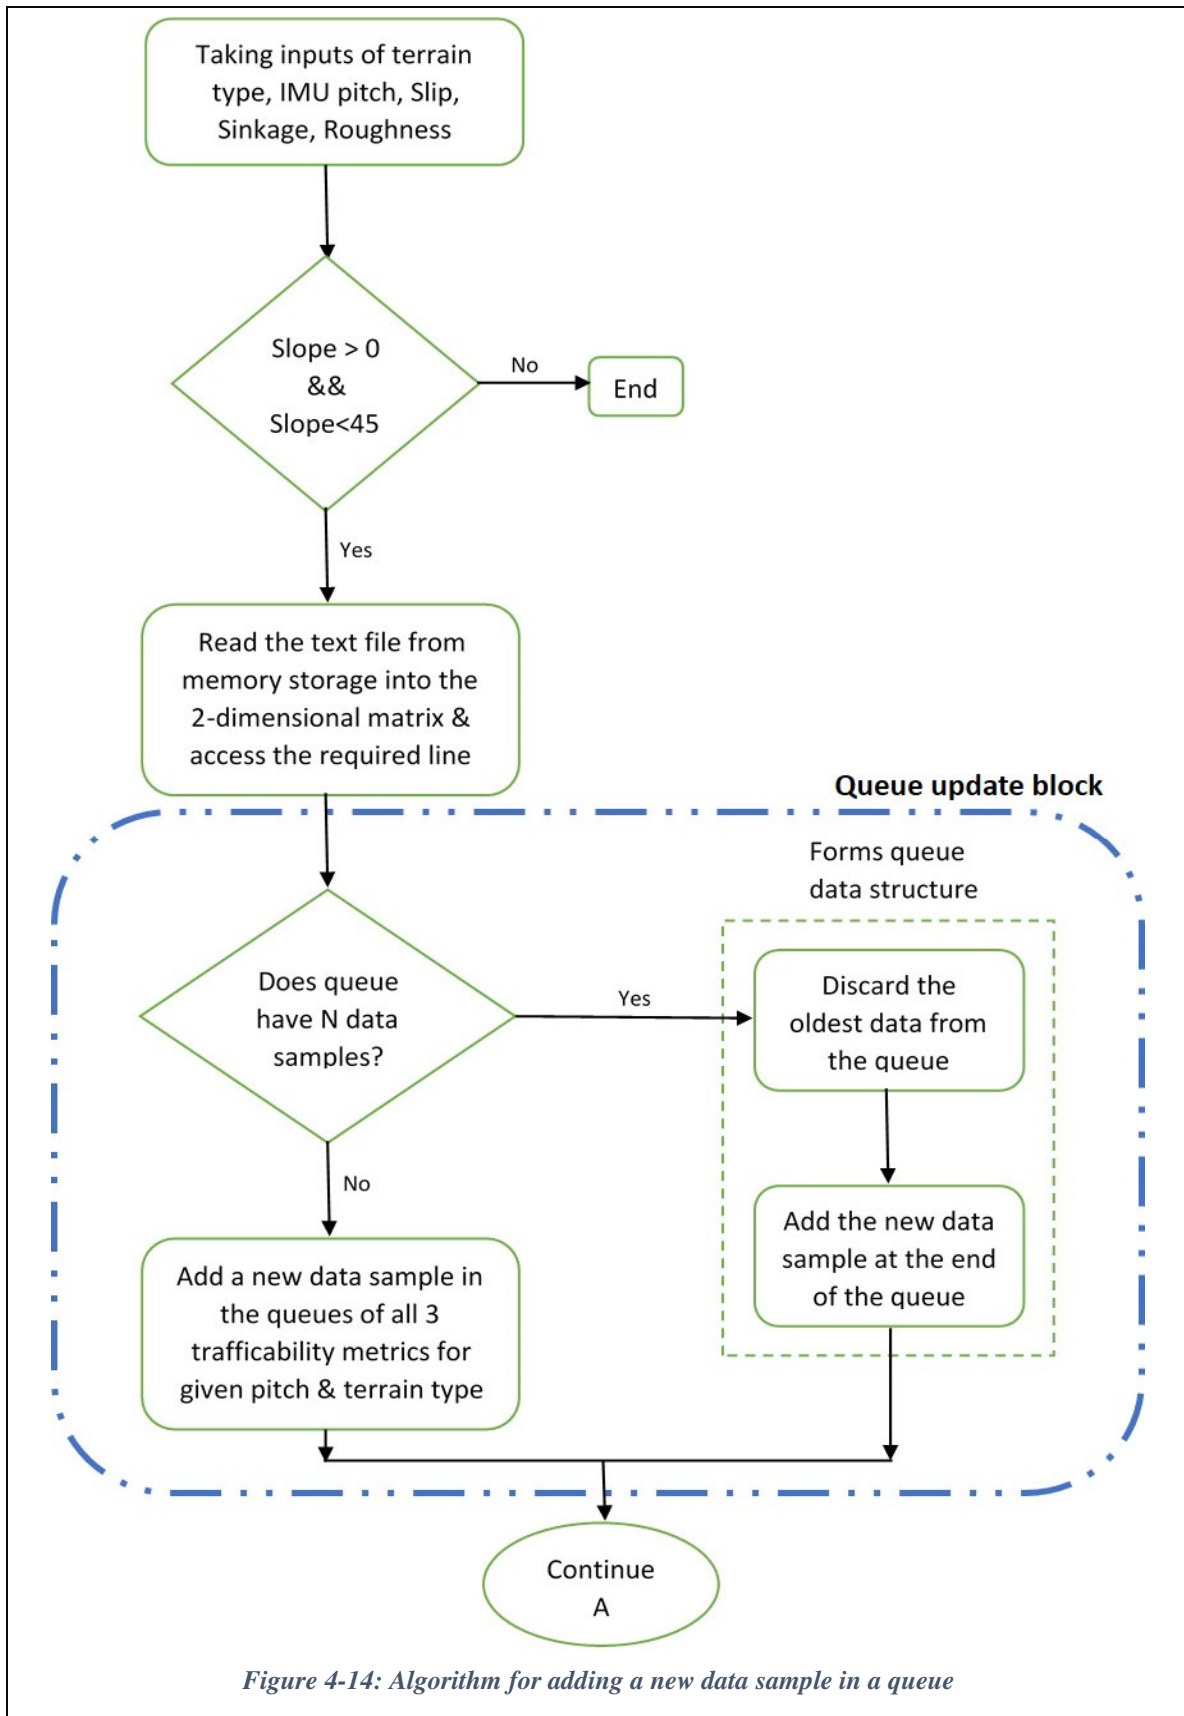 Taking inputs of terrain
type, IMU pitch, Slip,
Sinkage, Roughness
Slope > 0
&&
Slope<45
No
End
Yes
Read the text file from
memory storage into the
2-dimensional matrix &
access the required line
Queue update block
Forms queue
data structure
Does queue
have N data
samples?
Yes
Discard the
oldest data from
the queue
No
Add the new data
sample at the end
of the queue
Add a new data sample in
the queues of all 3
trafficability metrics for
given pitch & terrain type
Continue
A
Figure 4-14: Algorithm for adding a new data sample in a queue